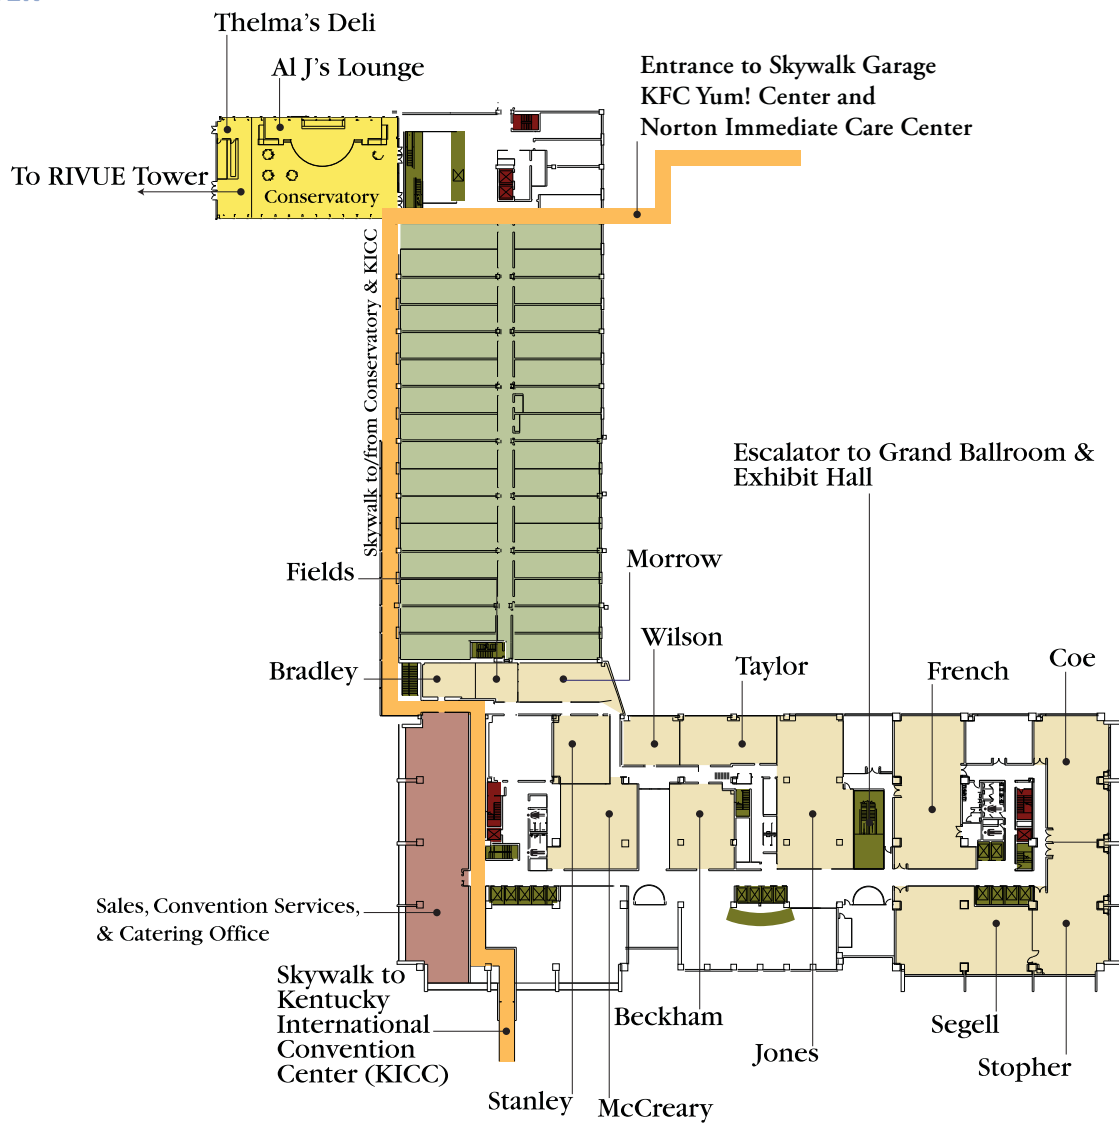 Thelma's Deli
Al J's Lounge
Entrance to Skywalk Garage
KFC Yum! Center and
Norton Immediate Care Center
To RIVUE Tower
Conservatory
Skywalk to/from Conservatory & KICC
Escalator to Grand Ballroom &
Exhibit Hall
Fields
Morrow
Wilson
Bradley
Taylor
French
Coe
Sales, Convention Services,
& Catering Office
Skywalk to
Kentucky
International
Convention
Center (KICC)
Beckham
Segell
Jones
Stopher
Stanley
McCreary